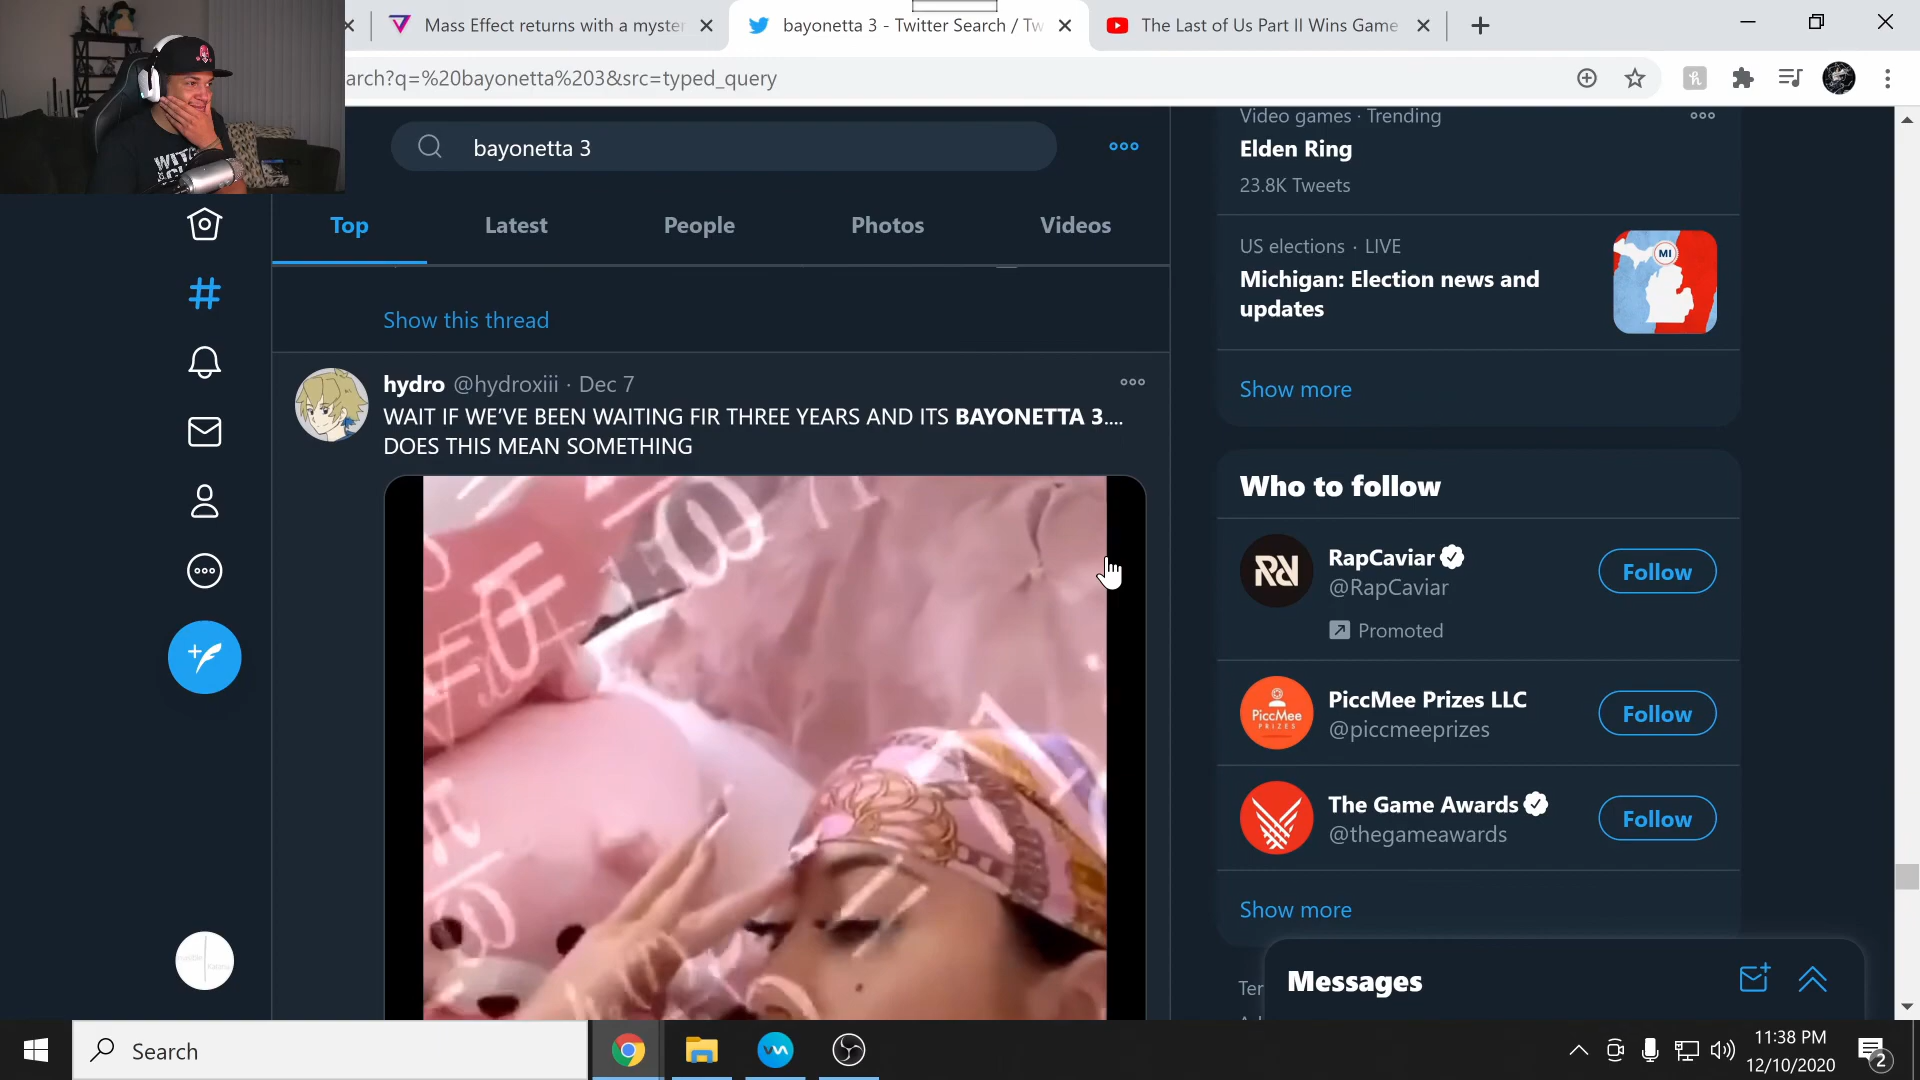 Mass Effect returns with a myster
bayonetta 3 - Twitter Search / Tw
The Last of Us Part II Wins Game
arch?q=%20bayonetta%203&src=typed_query
bayonetta 3
Top
Latest
People
Photos
Videos
Show this thread
hydro @hydroxiii · Dec 7
WAIT IF WE’VE BEEN WAITING FIR THREE YEARS AND ITS BAYONETTA 3....
DOES THIS MEAN SOMETHING
Video games · Trending
Elden Ring
23.8K Tweets
US elections · LIVE
Michigan: Election news and
updates
MI
Show more
Who to follow
RapCaviar
@RapCaviar
Promoted
Follow
PiccMee
PRIZES
PiccMee Prizes LLC
@piccmeeprizes
Follow
The Game Awards
@thegameawards
Follow
Show more
Ter
Messages
Search
11:38 PM
12/10/2020
2